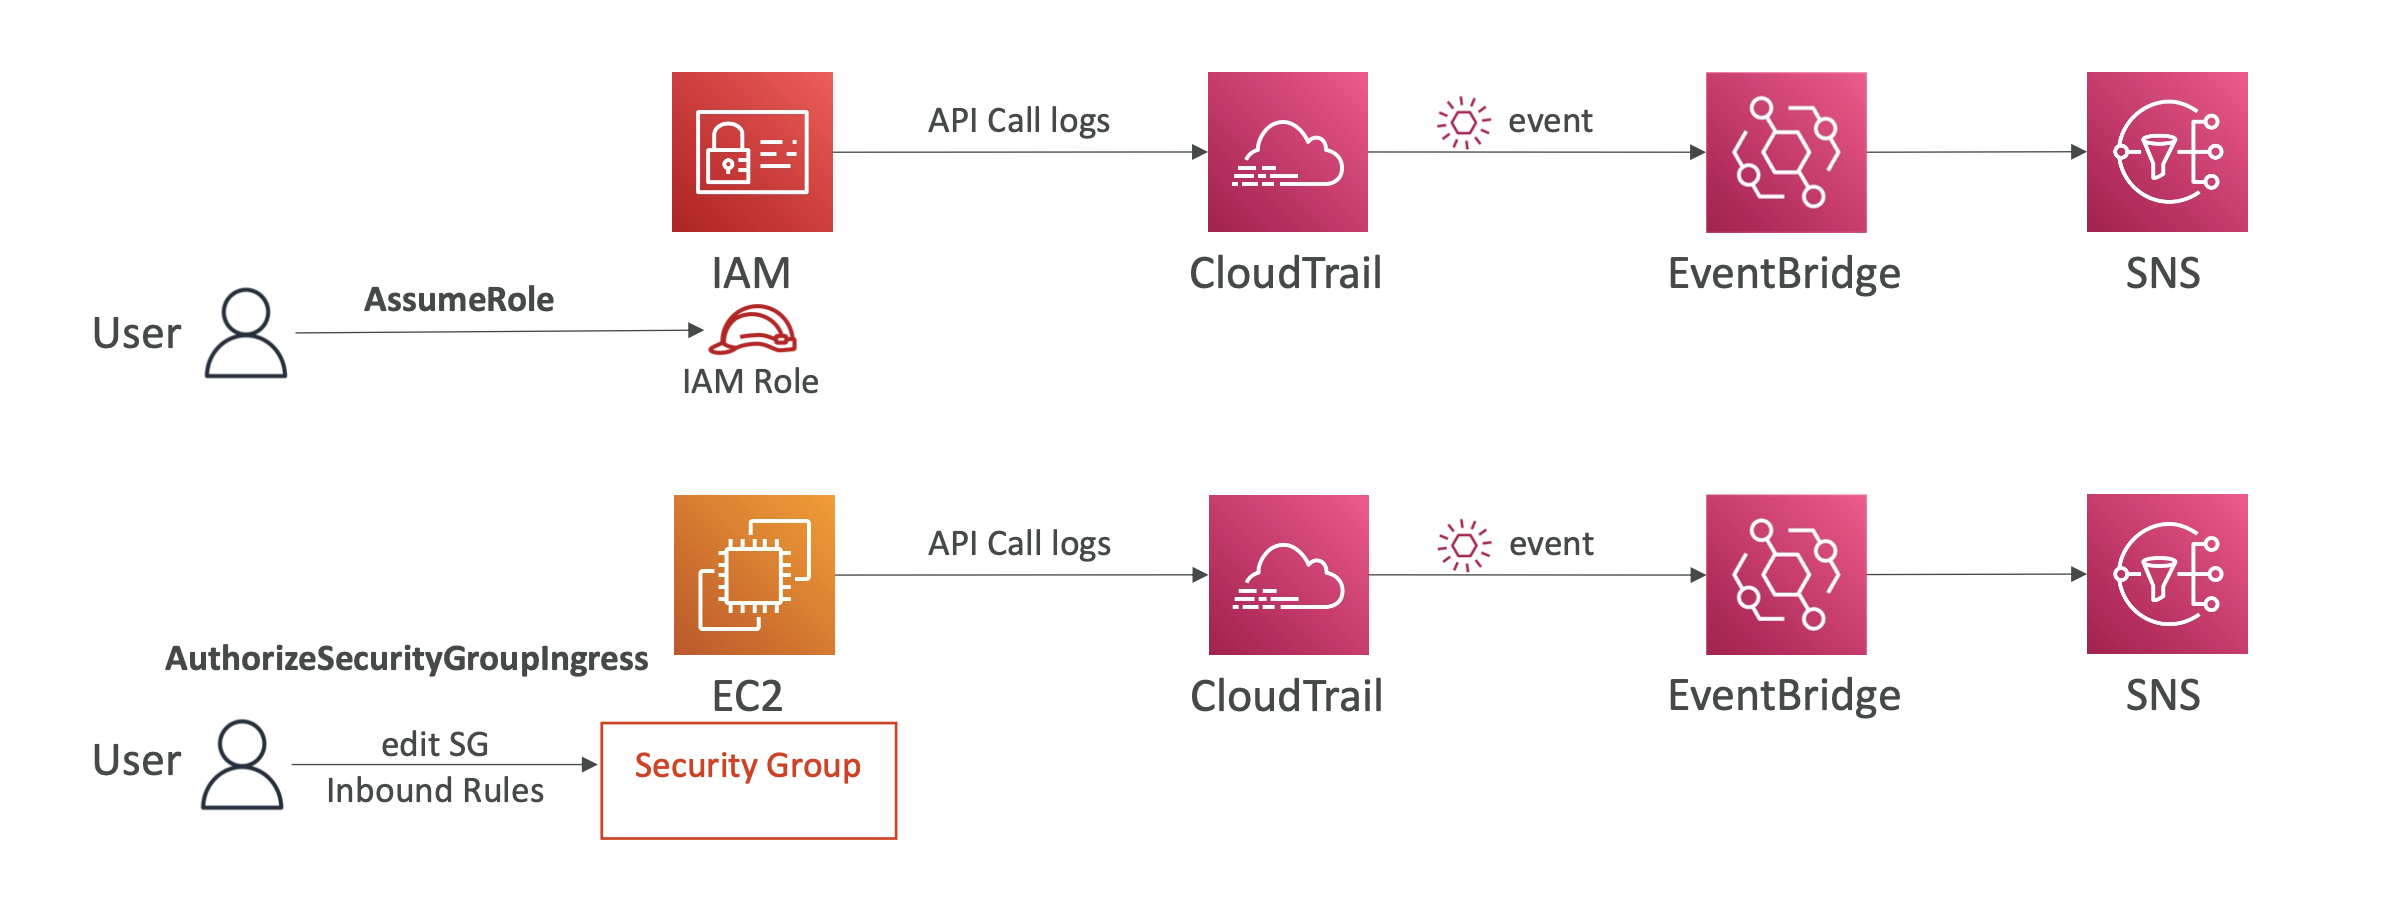 API Call logs
event
IAM
CloudTrail
EventBridge
SNS
AssumeRole
User
IAM Role
API Call logs
event
AuthorizeSecurityGroupIngress
EC2
CloudTrail
EventBridge
SNS
User
edit SG
Inbound Rules
Security Group